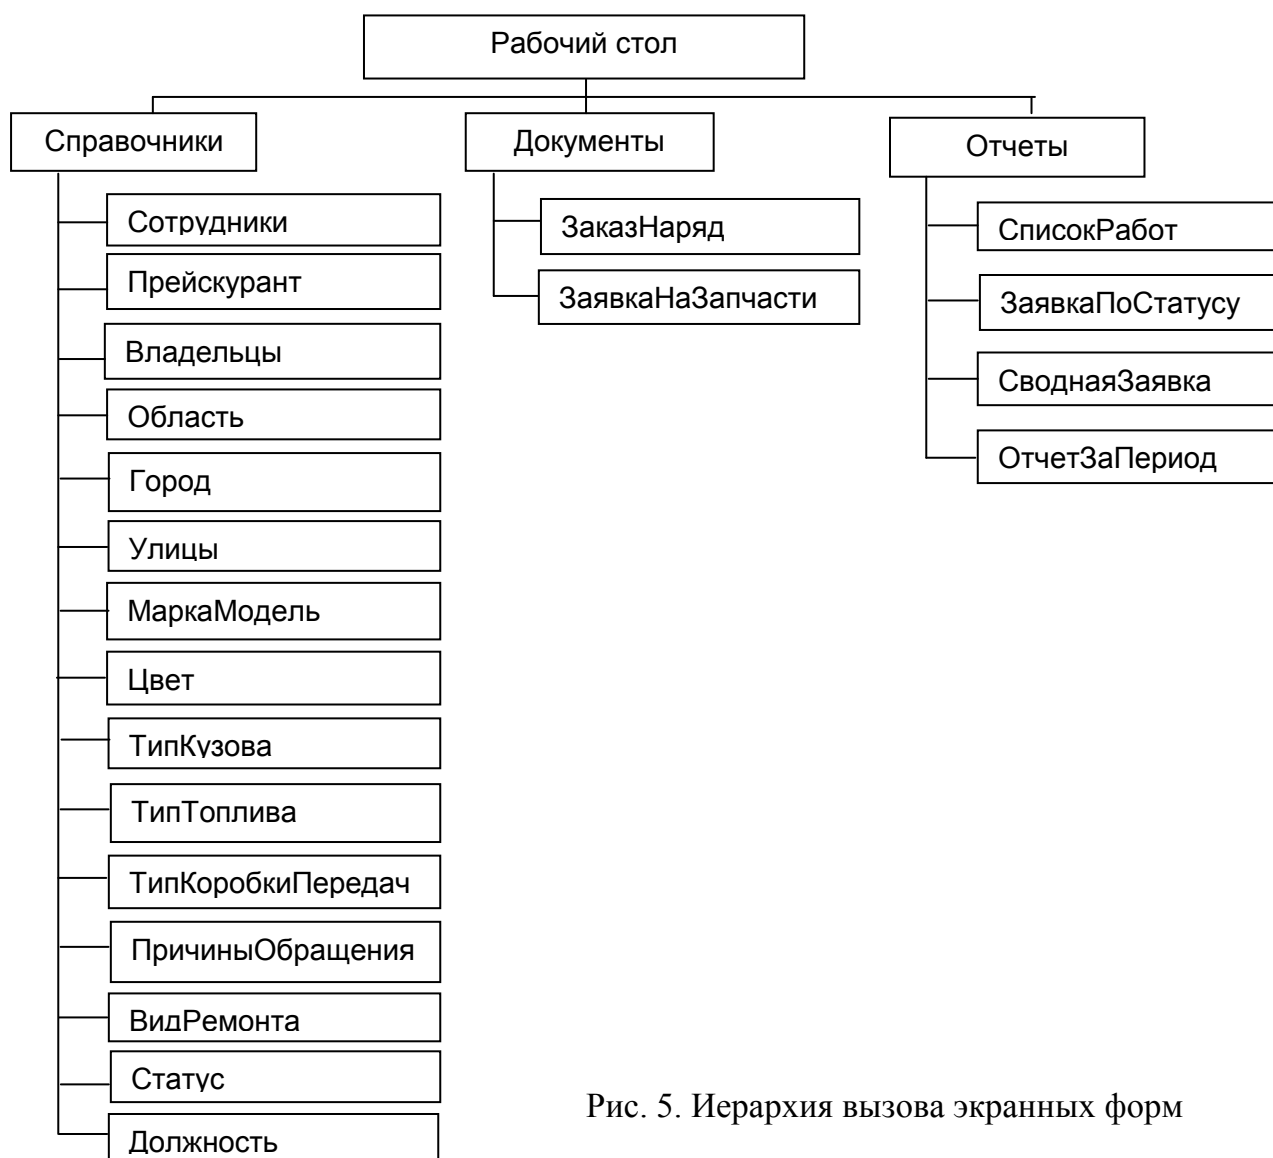 Рабочий стол
Справочники
Документы
Отчеты
Сотрудники
Прейскурант
Владельцы
Область
Город
Улицы
МаркаМодель
Цвет
ТипКузова
ТипТоплива
ТипКоробкиПередач
ПричиныОбращения
ВидРемонта
Статус
Должность
ЗаказНаряд
ЗаявкаНаЗапчасти
СписокРабот
ЗаявкаПоСтатусу
СводнаяЗаявка
ОтчетЗаПериод
Рис. 5. Иерархия вызова экранных форм